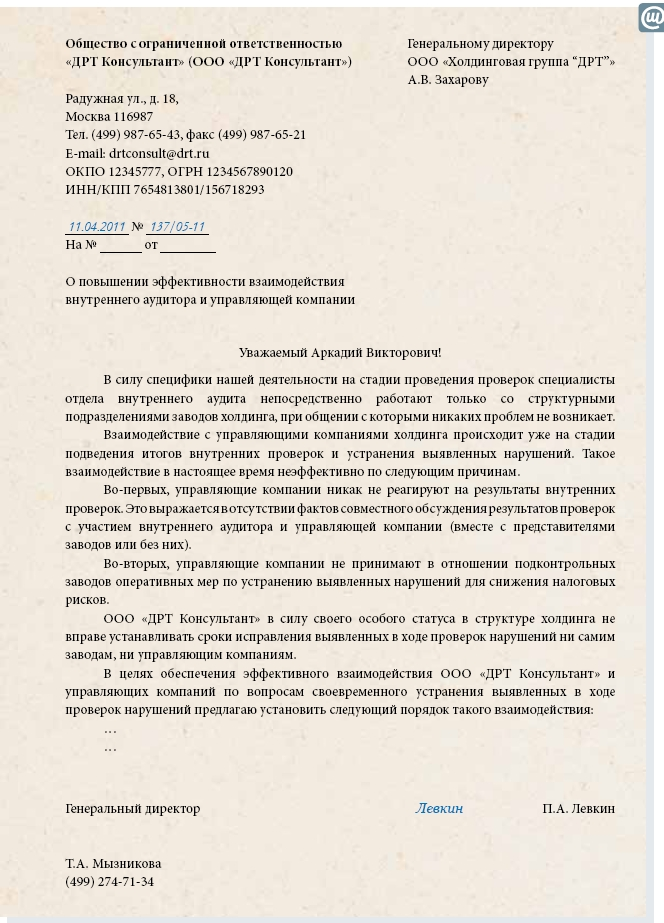 Общество с ограниченной ответственностью
«ДРТ Консультант» (ООО «ДРТ Консультант»)
Радужная ул., д. 18,
Москва 116987
Тел. (499) 987-65-43, факс (499) 987-65-21
E-mail: drtconsult@drt.ru
ОКПО 12345777, ОГРН 1234567890120
ИНН/КПП 7654813801/156718293
11.04.2011 № 137/05-11
На № ______ от ________
Генеральному директору
ООО «Холдинговая группа “ДРТ”»
А.В. Захарову
О повышении эффективности взаимодействия
внутреннего аудитора и управляющей компании
Уважаемый Аркадий Викторович!
В силу специфики нашей деятельности на стадии проведения проверок специалисты
отдела внутреннего аудита непосредственно работают только со структурными
подразделениями заводов холдинга, при общении с которыми никаких проблем не возникает.
Взаимодействие с управляющими компаниями холдинга происходит уже на стадии
подведения итогов внутренних проверок и устранения выявленных нарушений. Такое
взаимодействие в настоящее время неэффективно по следующим причинам.
Во-первых, управляющие компании никак не реагируют на результаты внутренних
проверок. Это выражается в отсутствии фактов совместного обсуждения результатов проверок
с участием внутреннего аудитора и управляющей компании (вместе с представителями
заводов или без них).
Во-вторых, управляющие компании не принимают в отношении подконтрольных
заводов оперативных мер по устранению выявленных нарушений для снижения налоговых
рисков.
ООО «ДРТ Консультант» в силу своего особого статуса в структуре холдинга не
вправе устанавливать сроки исправления выявленных в ходе проверок нарушений ни самим
заводам, ни управляющим компаниям.
В целях обеспечения эффективного взаимодействия ООО «ДРТ Консультант» и
управляющих компаний по вопросам своевременного устранения выявленных в ходе
проверок нарушений предлагаю установить следующий порядок такого взаимодействия:
…
…
Генеральный директор Левкин П.А. Левкин
Т.А. Мызникова
(499) 274-71-34